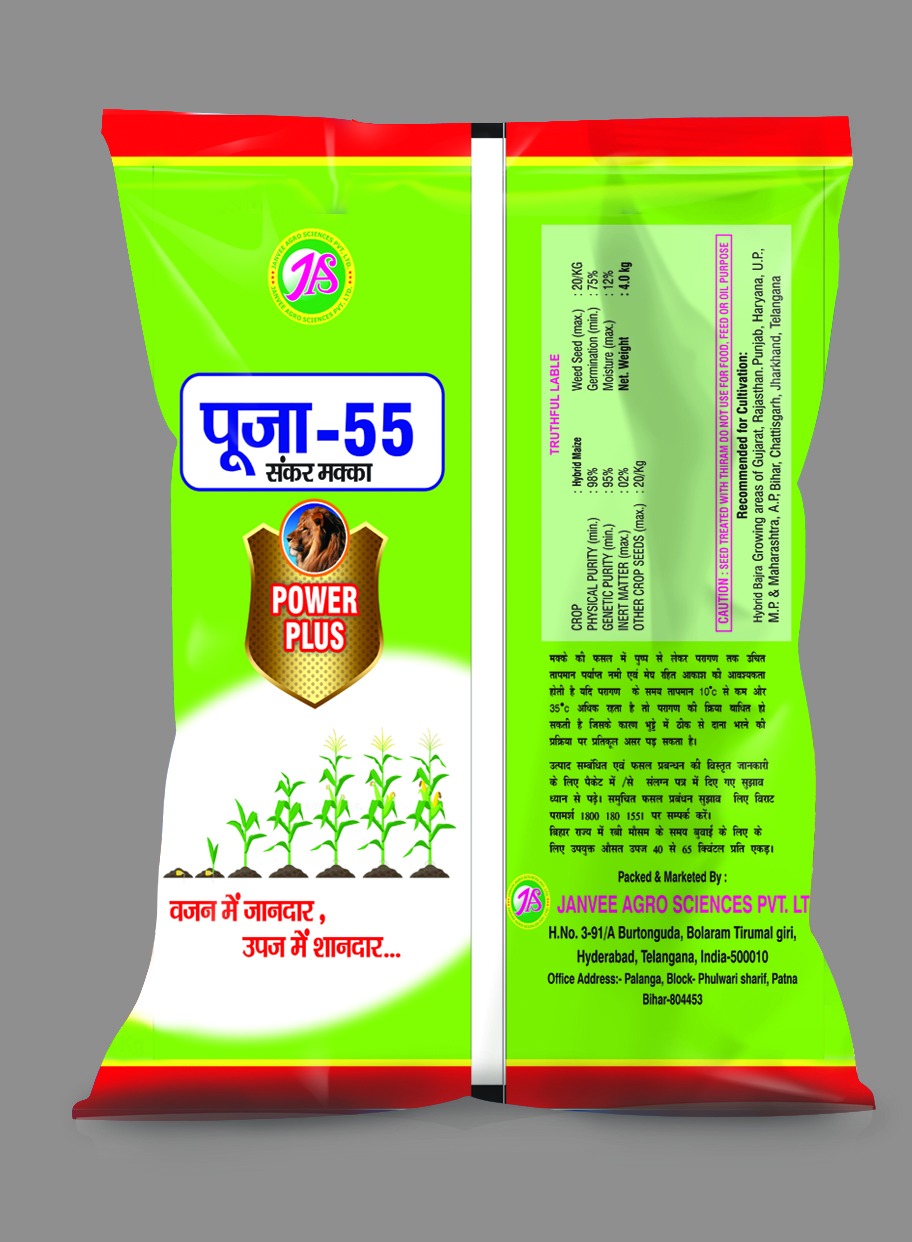 JANVEE AGRO SCIENCES PVT. LTD.
JAS
JANVEE AGRO SCIENCES PVT. LTD.
पूजा-55
संकर मक्का
POWER
PLUS
वजन में जानदार ,
उपज में शानदार...
TRUTHFUL LABLE
CROP : Hybrid Maize Weed Seed (max.) : 20/KG
PHYSICAL PURITY (min.) : 98% Germination (min.) : 75%
GENETIC PURITY (min.) : 95% Moisture (max.) : 12%
INERT MATTER (max.) : 02% Net. Weight : 4.0 kg
OTHER CROP SEEDS (max.) : 20/Kg
CAUTION : SEED TREATED WITH THIRAM DO NOT USE FOR FOOD, FEED OR OIL PURPOSE
Recommended for Cultivation:
Hybrid Bajra Growing areas of Gujarat, Rajasthan. Punjab, Haryana, U.P.,
M.P. & Maharashtra, A.P, Bihar, Chattisgarh, Jharkhand, Telangana
मक्के की फसल में पुष्प से लेकर परागण तक उचित
तापमान पर्याप्त नमी एवं मेघ रहित आकाश की आवश्यकता
होती है यदि परागण के समय तापमान 10°c से कम और
35°c अधिक रहता है तो परागण की क्रिया बाधित हो
सकती है जिसके कारण भुट्टे में ठीक से दाना भरने की
प्रक्रिया पर प्रतिकूल असर पड़ सकता है।
उत्पाद सम्बंधित एवं फसल प्रबन्धन की विस्तृत जानकारी
के लिए पैकेट में /से संलग्न पत्र में दिए गए सुझाव
ध्यान से पढ़े। समुचित फसल प्रबंधन सुझाव लिए विराट
परामर्श 1800 180 1551 पर सम्पर्क करें।
बिहार राज्य में रबी मौसम के समय बुवाई के लिए के
लिए उपयुक्त औसत उपज 40 से 65 क्विंटल प्रति एकड़।
Packed & Marketed By :
JAS JANVEE AGRO SCIENCES PVT. LT
H.No. 3-91/A Burtonguda, Bolaram Tirumal giri,
Hyderabad, Telangana, India-500010
Office Address:- Palanga, Block- Phulwari sharif, Patna
Bihar-804453